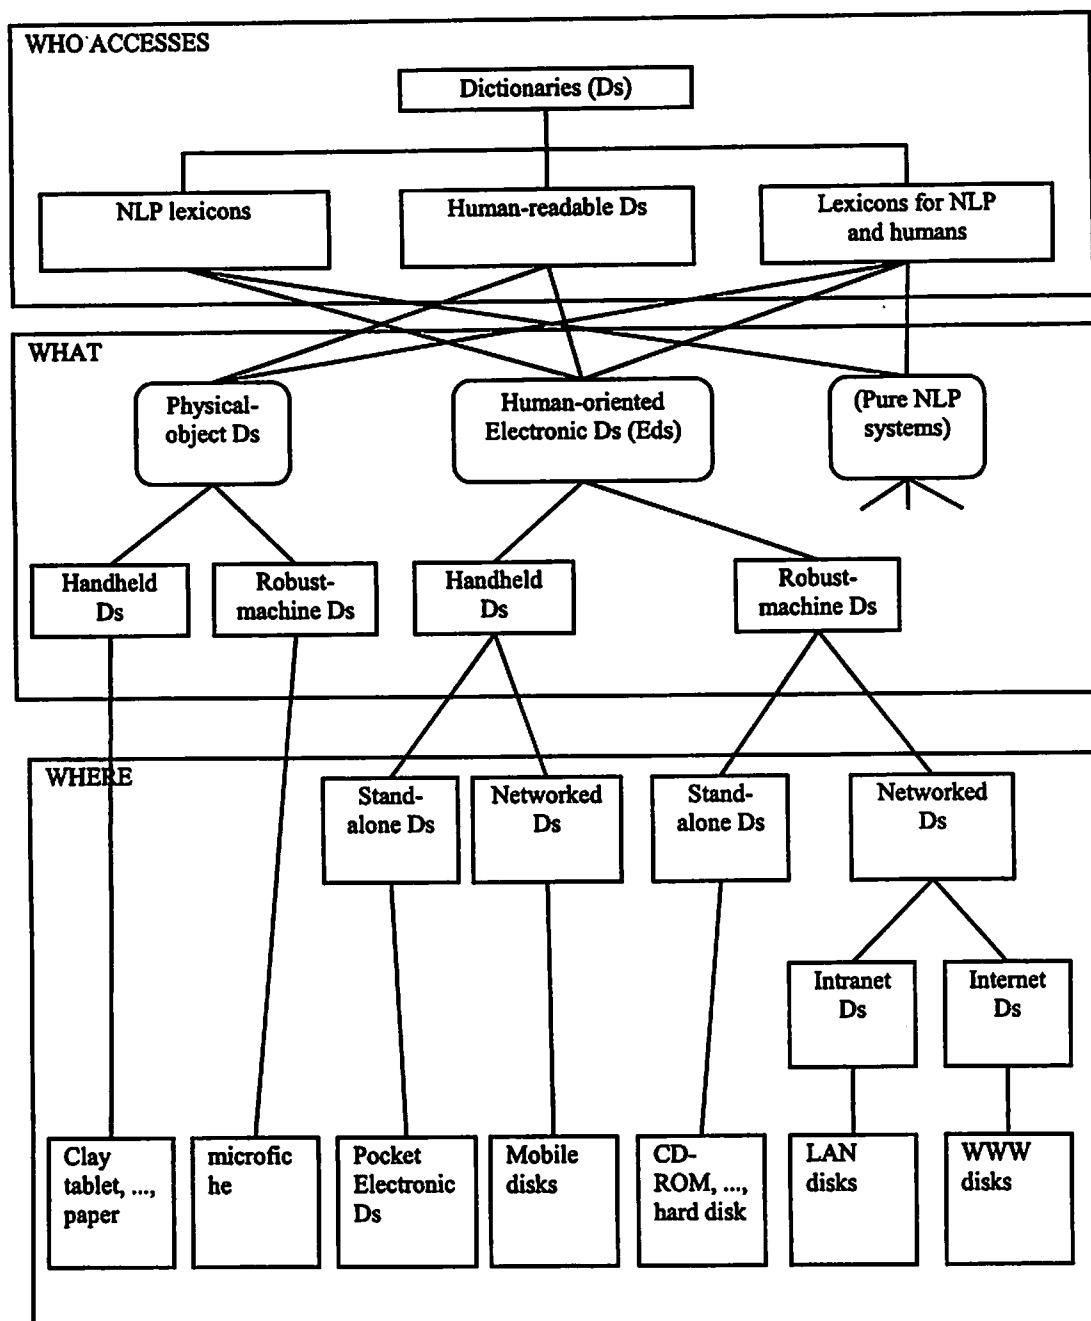 WHO ACCESSES
Dictionaries (Ds)
NLP lexicons
Human-readable Ds
Lexicons for NLP
and humans
WHAT
Physical-
object Ds
Human-oriented
Electronic Ds (Eds)
(Pure NLP
systems)
Handheld
Ds
Robust-
machine Ds
Handheld
Ds
Robust-
machine Ds
WHERE
Stand-
alone Ds
Networked
Ds
Stand-
alone Ds
Networked
Ds
Intranet
Ds
Internet
Ds
Clay
tablet, ...,
paper
microfic
he
Pocket
Electronic
Ds
Mobile
disks
CD-
ROM, ...,
hard disk
LAN
disks
WWW
disks